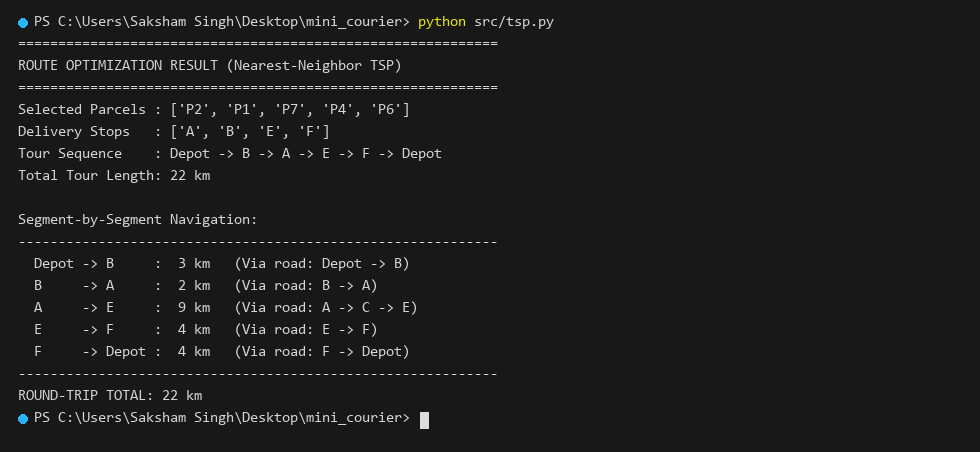 PS C:\Users\Saksham Singh\Desktop\mini_courier> python src/tsp.py
============================================================
ROUTE OPTIMIZATION RESULT (Nearest-Neighbor TSP)
============================================================
Selected Parcels : ['P2', 'P1', 'P7', 'P4', 'P6']
Delivery Stops   : ['A', 'B', 'E', 'F']
Tour Sequence    : Depot -> B -> A -> E -> F -> Depot
Total Tour Length: 22 km

Segment-by-Segment Navigation:
------------------------------------------------------------
  Depot -> B     :  3 km   (Via road: Depot -> B)
  B     -> A     :  2 km   (Via road: B -> A)
  A     -> E     :  9 km   (Via road: A -> C -> E)
  E     -> F     :  4 km   (Via road: E -> F)
  F     -> Depot :  4 km   (Via road: F -> Depot)
------------------------------------------------------------
ROUND-TRIP TOTAL: 22 km
PS C:\Users\Saksham Singh\Desktop\mini_courier>